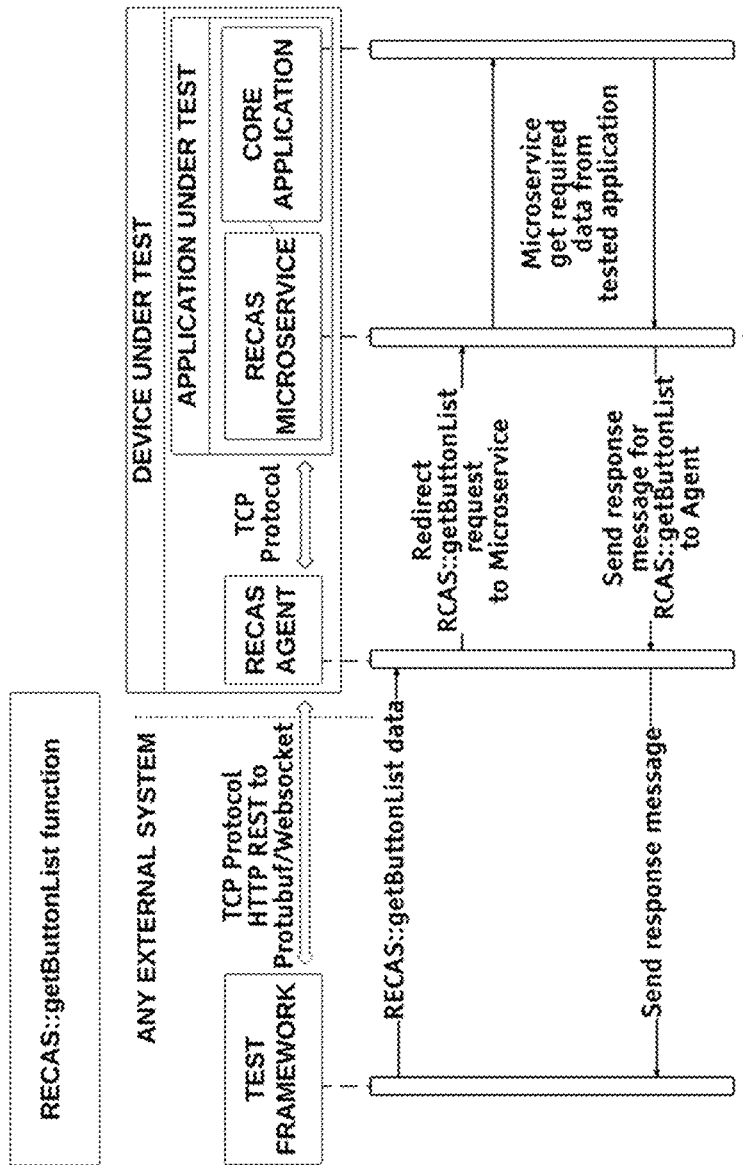 RECAS::getButtonList function
ANY EXTERNAL SYSTEM
DEVICE UNDER TEST
APPLICATION UNDER TEST
TEST
FRAMEWORK
TCP Protocol
HTTP REST to
Protubuf/Websocket
RECAS
AGENT
TCP
Protocol
RECAS
MICROSERVICE
CORE
APPLICATION
RECAS::getButtonList data
Redirect
RCAS::getButtonList
request
to Microservice
Microservice
get required
data from
tested application
Send response message
Send response
message for
RCAS::getButtonList
to Agent